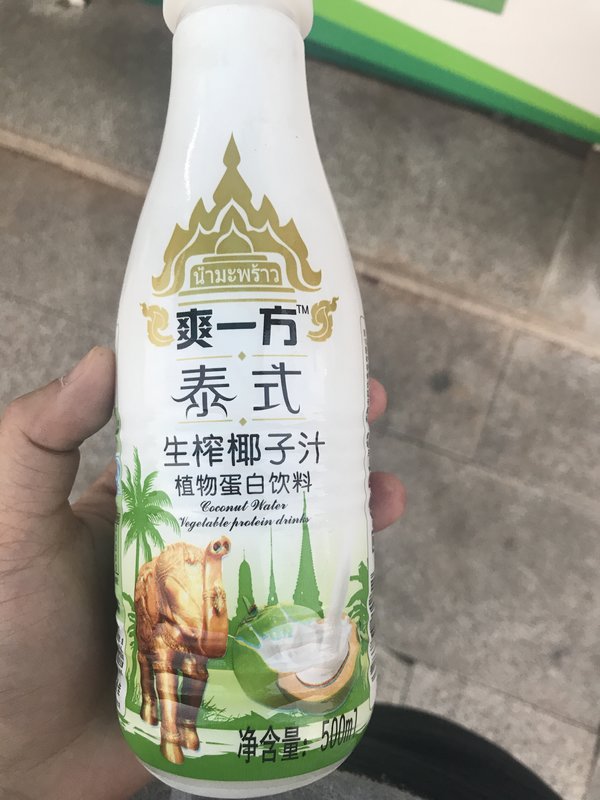 น้ำมะพร้าว
爽一方™
泰式
生榨椰子汁
植物蛋白饮料
Coconut Water
Vegetable protein drinks
净含量：500ml